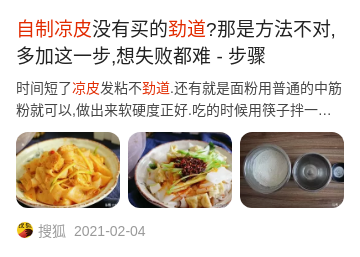 自制凉皮没有买的劲道?那是方法不对,
多加这一步,想失败都难 - 步骤
时间短了凉皮发粘不劲道.还有就是面粉用普通的中筋
粉就可以,做出来软硬度正好.吃的时候用筷子拌一…
搜狐 2021-02-04